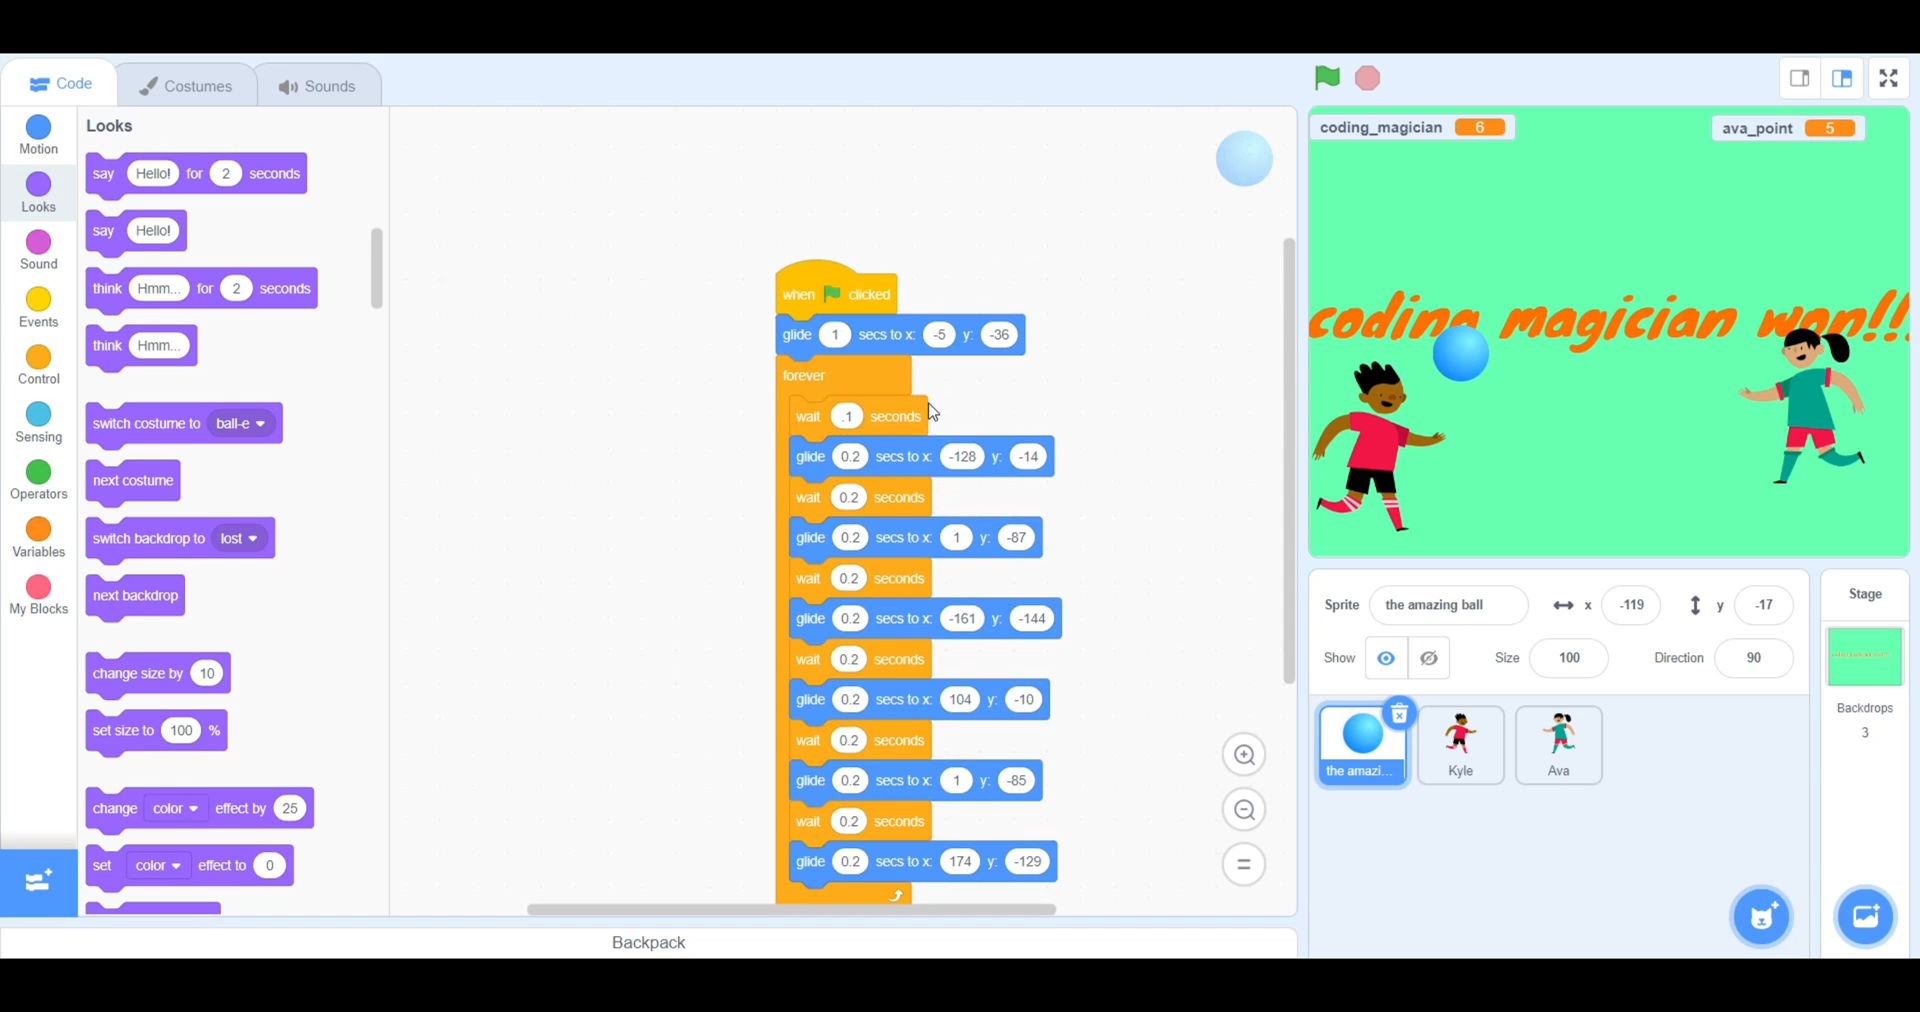 Code
Costumes
Sounds
Motion
Looks
Sound
Events
Control
Sensing
Operators
Variables
My Blocks
Looks
say Hello! for 2 seconds
say Hello!
think Hmm... for 2 seconds
think Hmm...
switch costume to ball-e
next costume
switch backdrop to lost
next backdrop
change size by 10
set size to 100 %
change color effect by 25
set color effect to 0
when clicked
glide 1 secs to x: -5 y: -36
forever
wait .1 seconds
glide 0.2 secs to x: -128 y: -14
wait 0.2 seconds
glide 0.2 secs to x: 1 y: -87
wait 0.2 seconds
glide 0.2 secs to x: -161 y: -144
wait 0.2 seconds
glide 0.2 secs to x: 104 y: -10
wait 0.2 seconds
glide 0.2 secs to x: 1 y: -85
wait 0.2 seconds
glide 0.2 secs to x: 174 y: -129
Backpack
coding_magician 6
ava_point 5
coding magician won!!
Sprite the amazing ball x -119 y -17
Show Size 100 Direction 90
the amazi...
Kyle
Ava
Stage
Backdrops
3